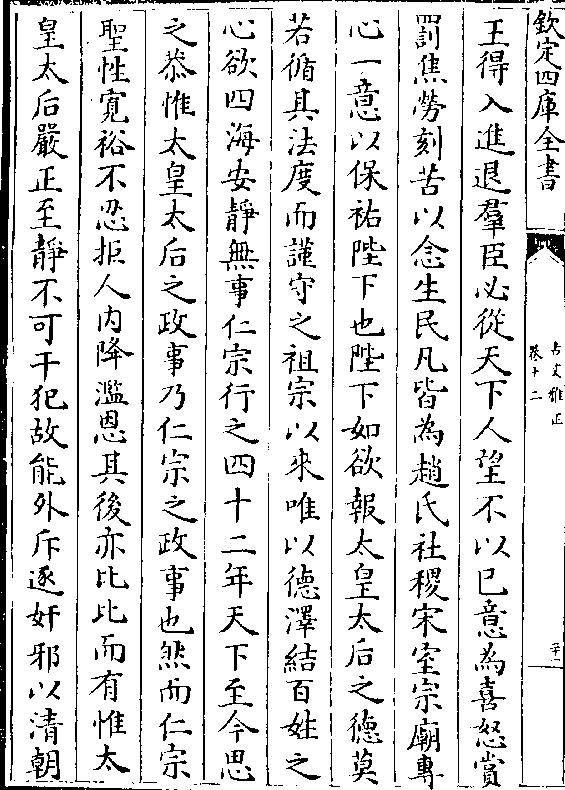 欽定四庫全書
古文雅正
卷十二
王得入進退羣臣必從天下人望不以已意為喜怒賞
罰焦勞刻苦以念生民凡皆為趙氏社稷宋室宗廟專
心一意以保祐陛下也陛下如欲報太皇太后之德莫
若循其法度而謹守之祖宗以來唯以德澤結百姓之
心欲四海安靜無事仁宗行之四十二年天下至今思
之恭惟太皇太后之政事乃仁宗之政事也然而仁宗
聖性寛裕不忍拒人内降濫恩其後亦比比而有惟太
皇太后嚴正至靜不可干犯故能外斥逐奸邪以清朝